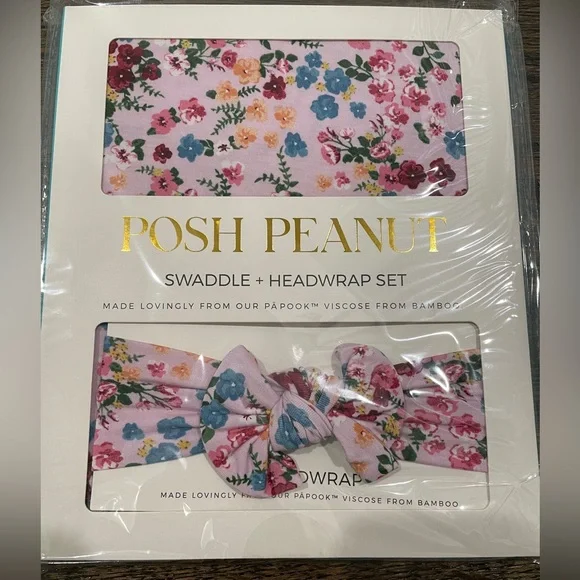 POSH PEANUT
SWADDLE + HEADWRAP SET
MADE LOVINGLY FROM OUR PĀPOOK™ VISCOSE FROM BAMBOO
DWRAP
MADE LOVINGLY F OUR PĀPOOK™ VISCOSE FROM BAMBOO